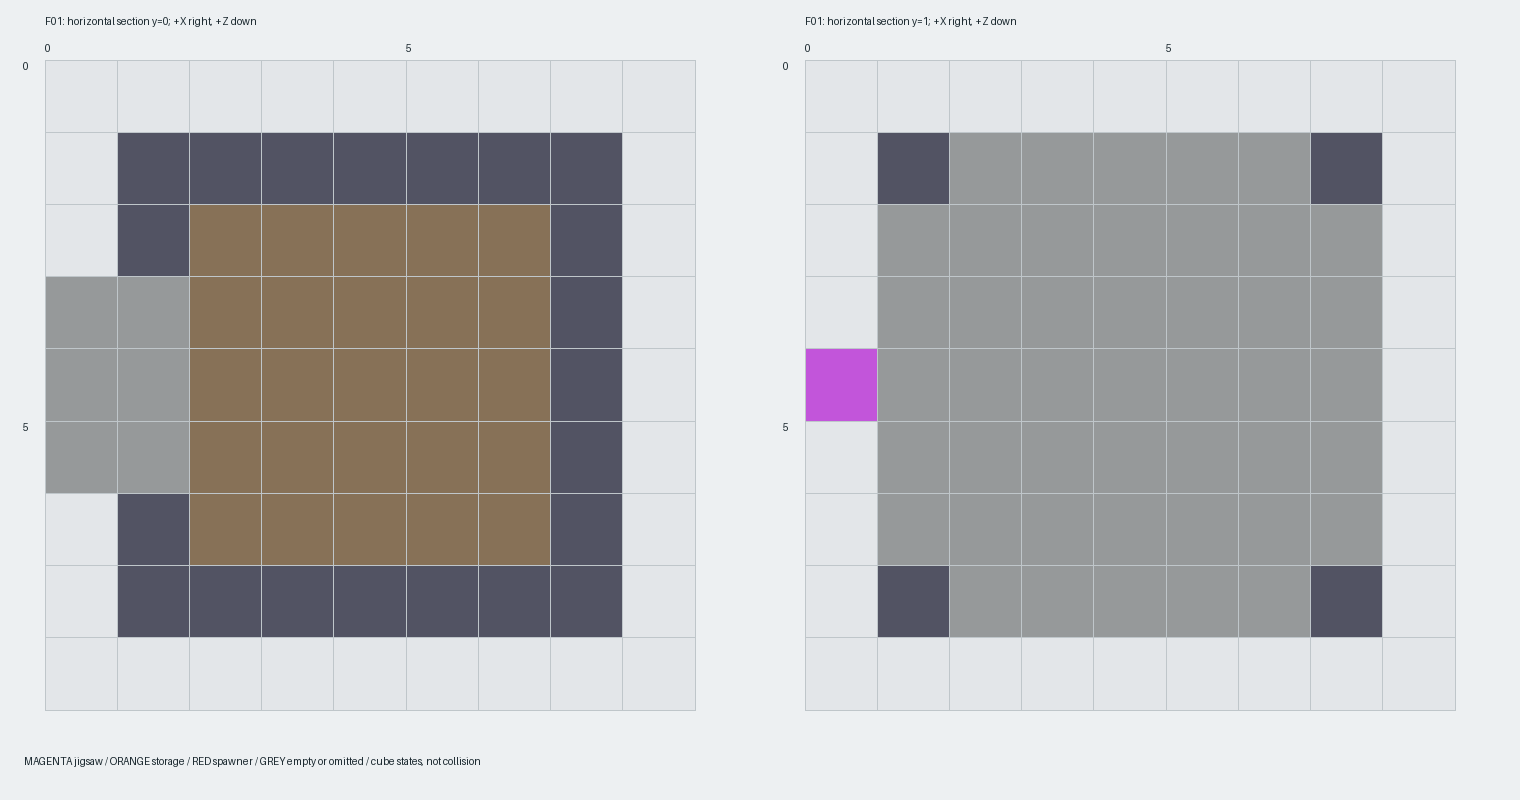 F01: horizontal section y=0; +X right, +Z down
F01: horizontal section y=1; +X right, +Z down
0 5
0 5
0
0
5
5
MAGENTA jigsaw / ORANGE storage / RED spawner / GREY empty or omitted / cube states, not collision